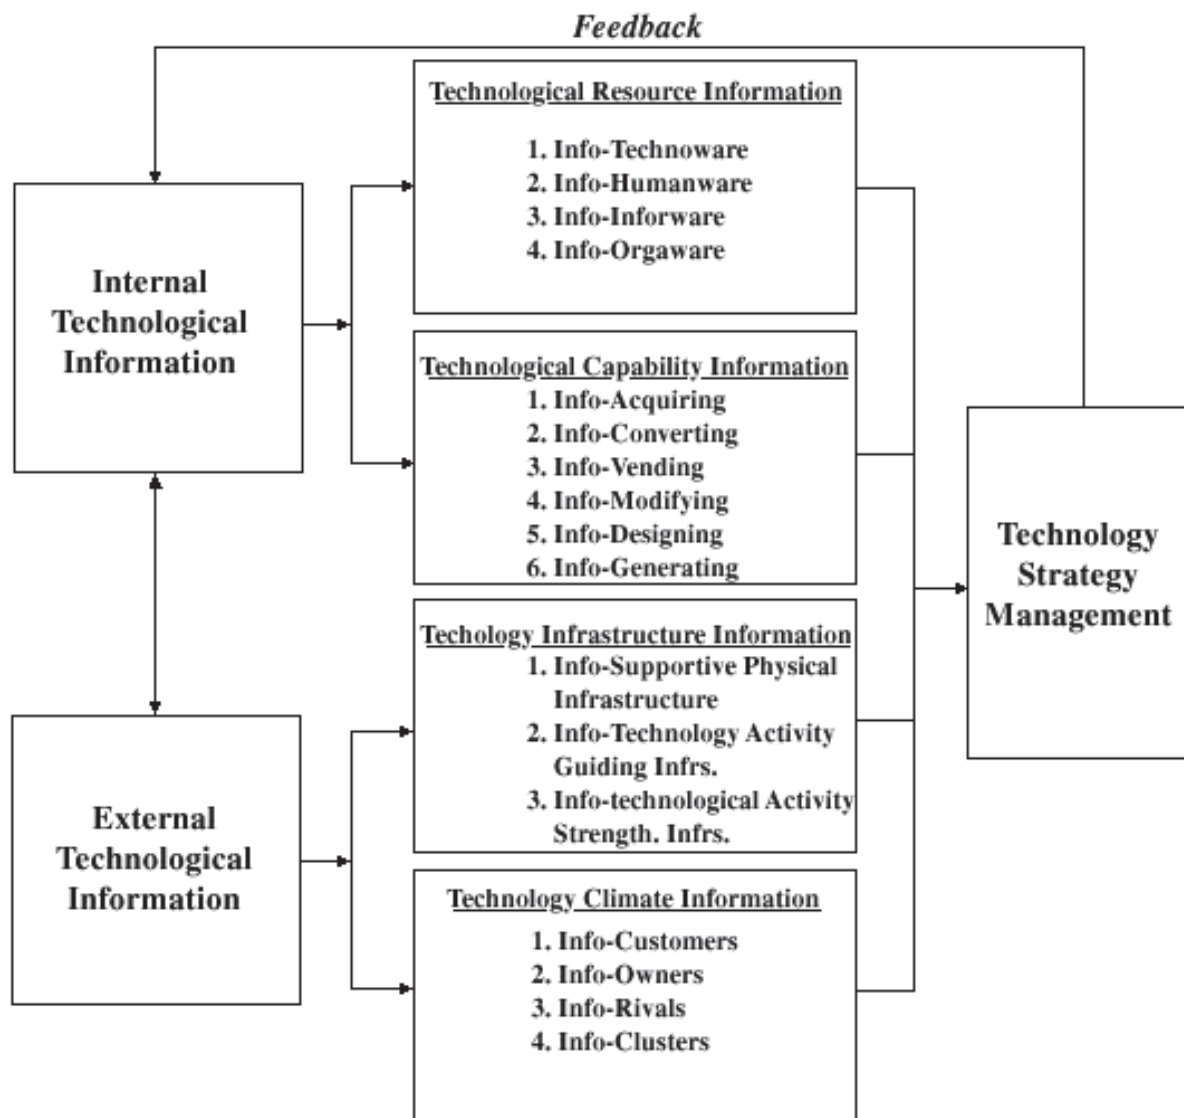 Feedback
Technological Resource Information
1. Info-Technoware
2. Info-Humanware
3. Info-Inforware
4. Info-Orgaware
Internal
Technological
Information
Technological Capability Information
1. Info-Acquiring
2. Info-Converting
3. Info-Vending
4. Info-Modifying
5. Info-Designing
6. Info-Generating
Techology Infrastructure Information
1. Info-Supportive Physical
Infrastructure
2. Info-Technology Activity
Guiding Infrs.
3. Info-technological Activity
Strength. Infrs.
External
Technological
Information
Technology Climate Information
1. Info-Customers
2. Info-Owners
3. Info-Rivals
4. Info-Clusters
Technology
Strategy
Management